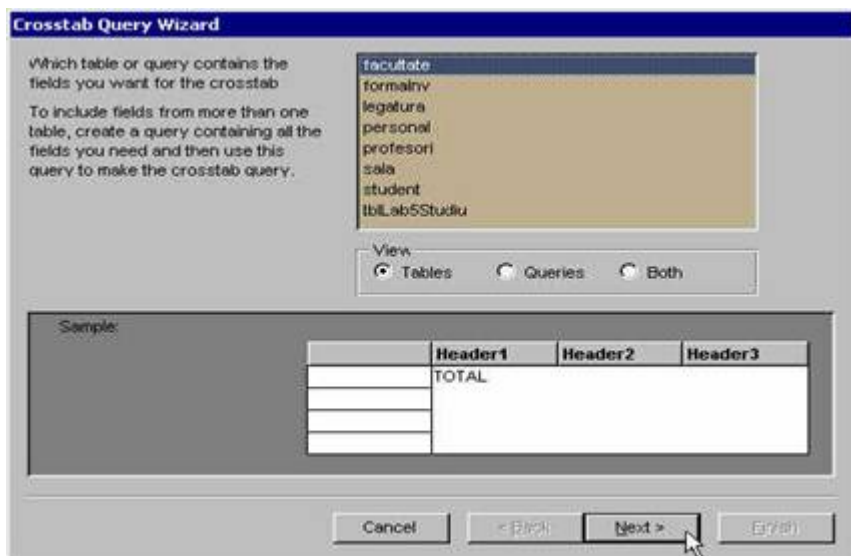 Crosstab Query Wizard
Which table or query contains the
fields you want for the crosstab
To include fields from more than one
table, create a query containing all the
fields you need and then use this
query to make the crosstab query.
facultate
formaInv
legatura
personal
profesori
sala
student
tblLab5Studiu
View
Tables Queries Both
Sample:
Header1 Header2 Header3
TOTAL
Cancel < Back Next > Finish